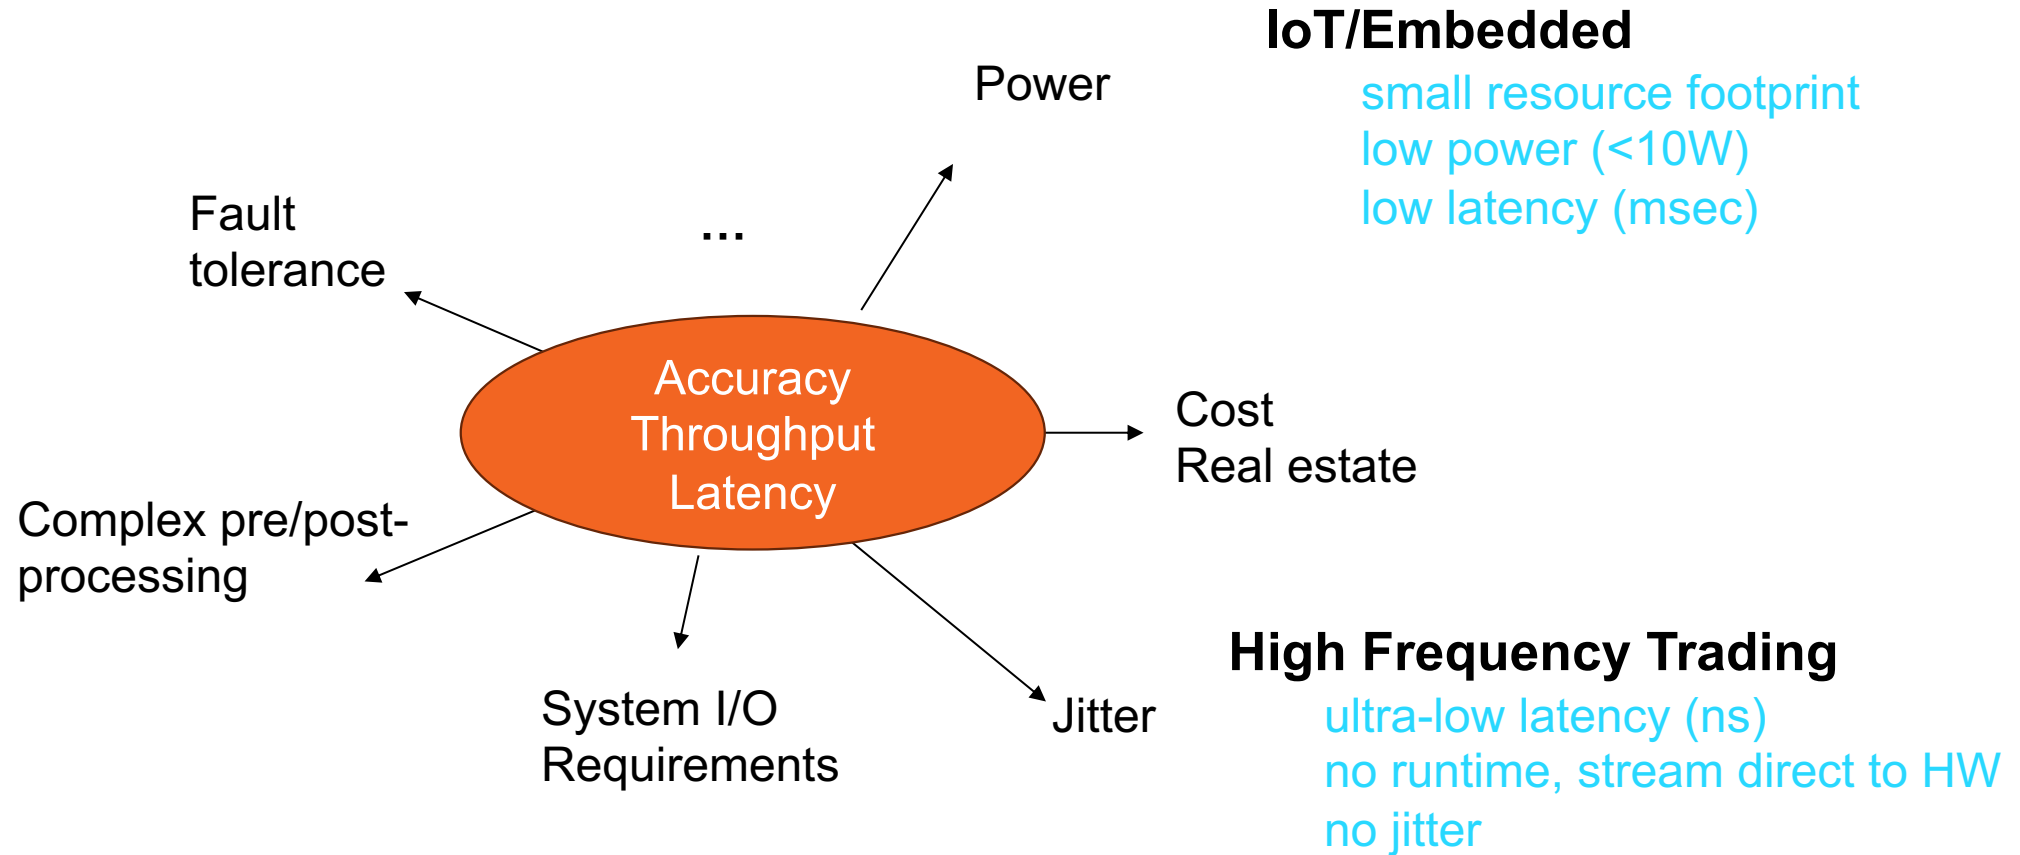 IoT/Embedded
small resource footprint
low power (<10W)
low latency (msec)
Power
Fault
tolerance
...
Accuracy
Throughput
Latency
Cost
Real estate
Complex pre/post-
processing
System I/O
Requirements
Jitter
High Frequency Trading
ultra-low latency (ns)
no runtime, stream direct to HW
no jitter